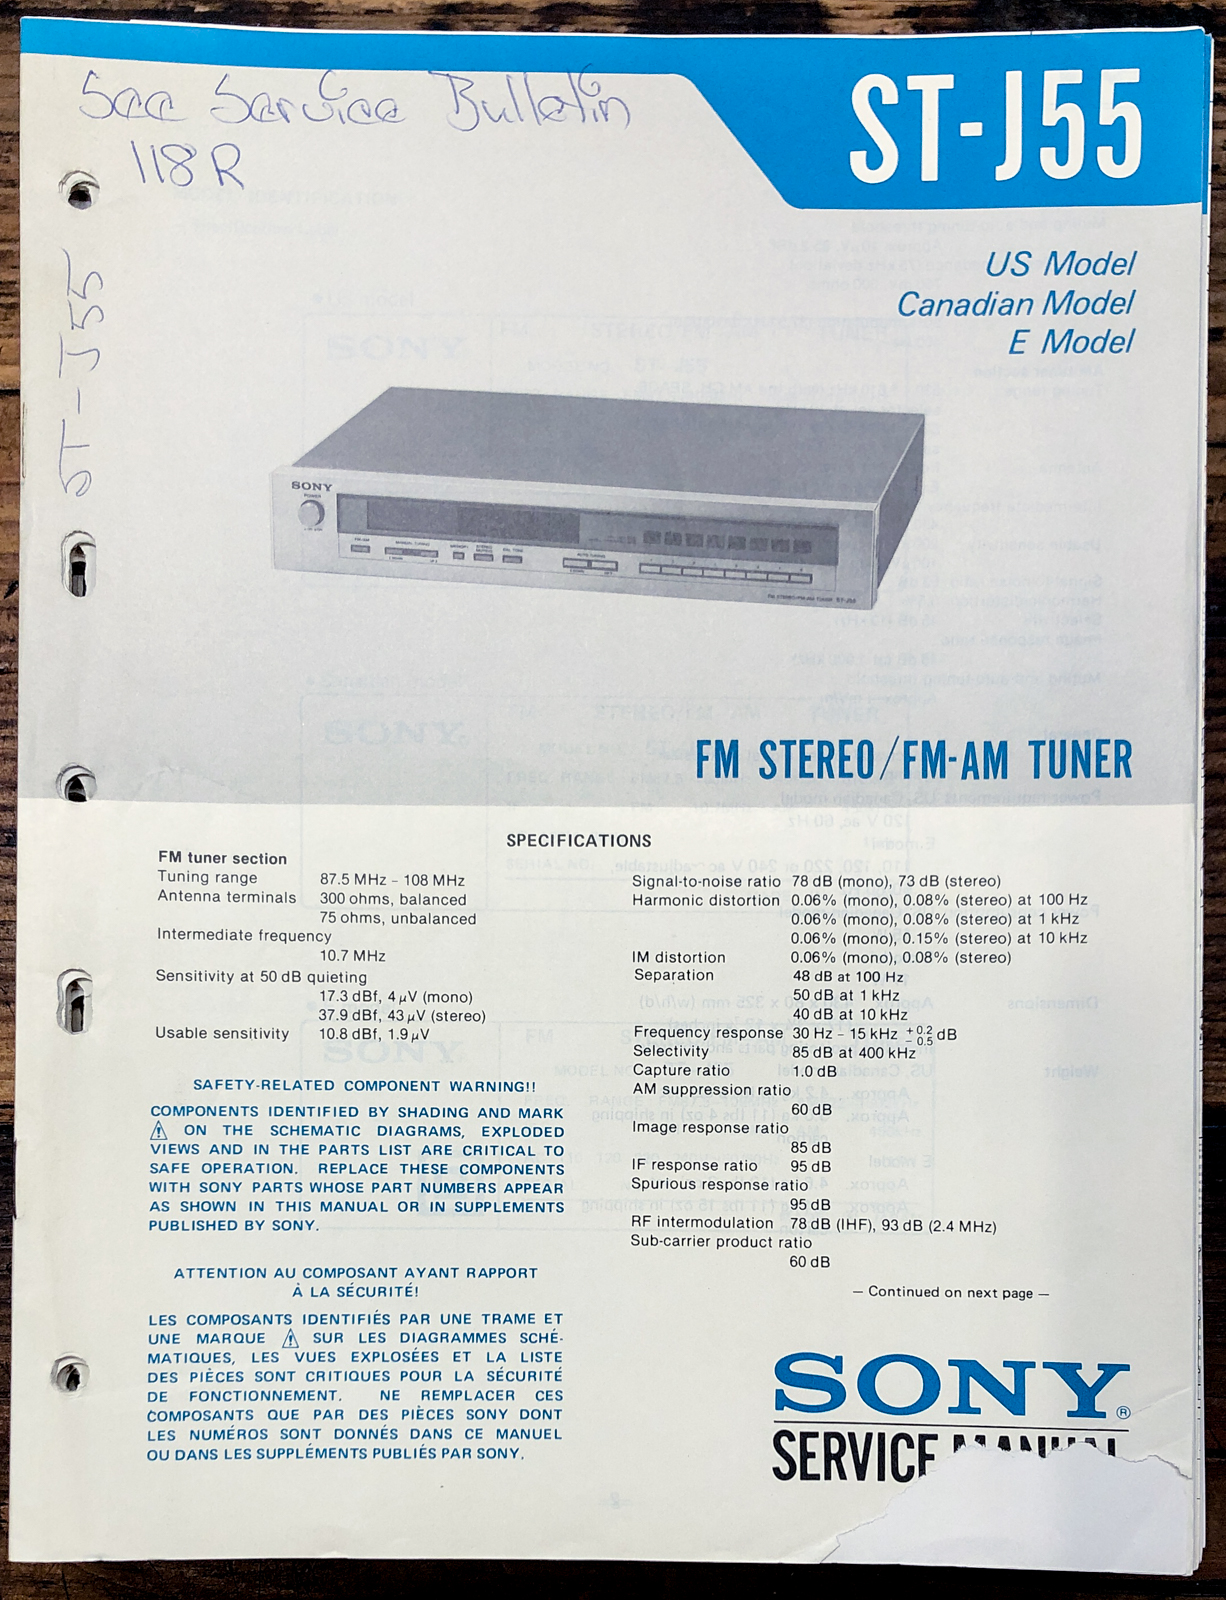 See Service Bulletin
118R
ST-J55
ST-J55
US Model
Canadian Model
E Model
SONY
POWER
FM STEREO/FM-AM TUNER ST-J55
FM STEREO/FM-AM TUNER
SPECIFICATIONS
FM tuner section
Tuning range 87.5 MHz – 108 MHz
Antenna terminals 300 ohms, balanced
75 ohms, unbalanced
Intermediate frequency
10.7 MHz
Sensitivity at 50 dB quieting
17.3 dBf, 4 µV (mono)
37.9 dBf, 43 µV (stereo)
Usable sensitivity 10.8 dBf, 1.9 µV
SAFETY-RELATED COMPONENT WARNING!!
COMPONENTS IDENTIFIED BY SHADING AND MARK
⚠ ON THE SCHEMATIC DIAGRAMS, EXPLODED
VIEWS AND IN THE PARTS LIST ARE CRITICAL TO
SAFE OPERATION. REPLACE THESE COMPONENTS
WITH SONY PARTS WHOSE PART NUMBERS APPEAR
AS SHOWN IN THIS MANUAL OR IN SUPPLEMENTS
PUBLISHED BY SONY.
ATTENTION AU COMPOSANT AYANT RAPPORT
À LA SÉCURITÉ!
LES COMPOSANTS IDENTIFIÉS PAR UNE TRAME ET
UNE MARQUE ⚠ SUR LES DIAGRAMMES SCHÉ-
MATIQUES, LES VUES EXPLOSÉES ET LA LISTE
DES PIÈCES SONT CRITIQUES POUR LA SÉCURITÉ
DE FONCTIONNEMENT. NE REMPLACER CES
COMPOSANTS QUE PAR DES PIÈCES SONY DONT
LES NUMÉROS SONT DONNÉS DANS CE MANUEL
OU DANS LES SUPPLÉMENTS PUBLIÉS PAR SONY.
Signal-to-noise ratio 78 dB (mono), 73 dB (stereo)
Harmonic distortion 0.06% (mono), 0.08% (stereo) at 100 Hz
0.06% (mono), 0.08% (stereo) at 1 kHz
0.06% (mono), 0.15% (stereo) at 10 kHz
IM distortion 0.06% (mono), 0.08% (stereo)
Separation 48 dB at 100 Hz
50 dB at 1 kHz
40 dB at 10 kHz
Frequency response 30 Hz – 15 kHz +0.2 −0.5 dB
Selectivity 85 dB at 400 kHz
Capture ratio 1.0 dB
AM suppression ratio
60 dB
Image response ratio
85 dB
IF response ratio 95 dB
Spurious response ratio
95 dB
RF intermodulation 78 dB (IHF), 93 dB (2.4 MHz)
Sub-carrier product ratio
60 dB
– Continued on next page –
SONY®
SERVICE MANUAL